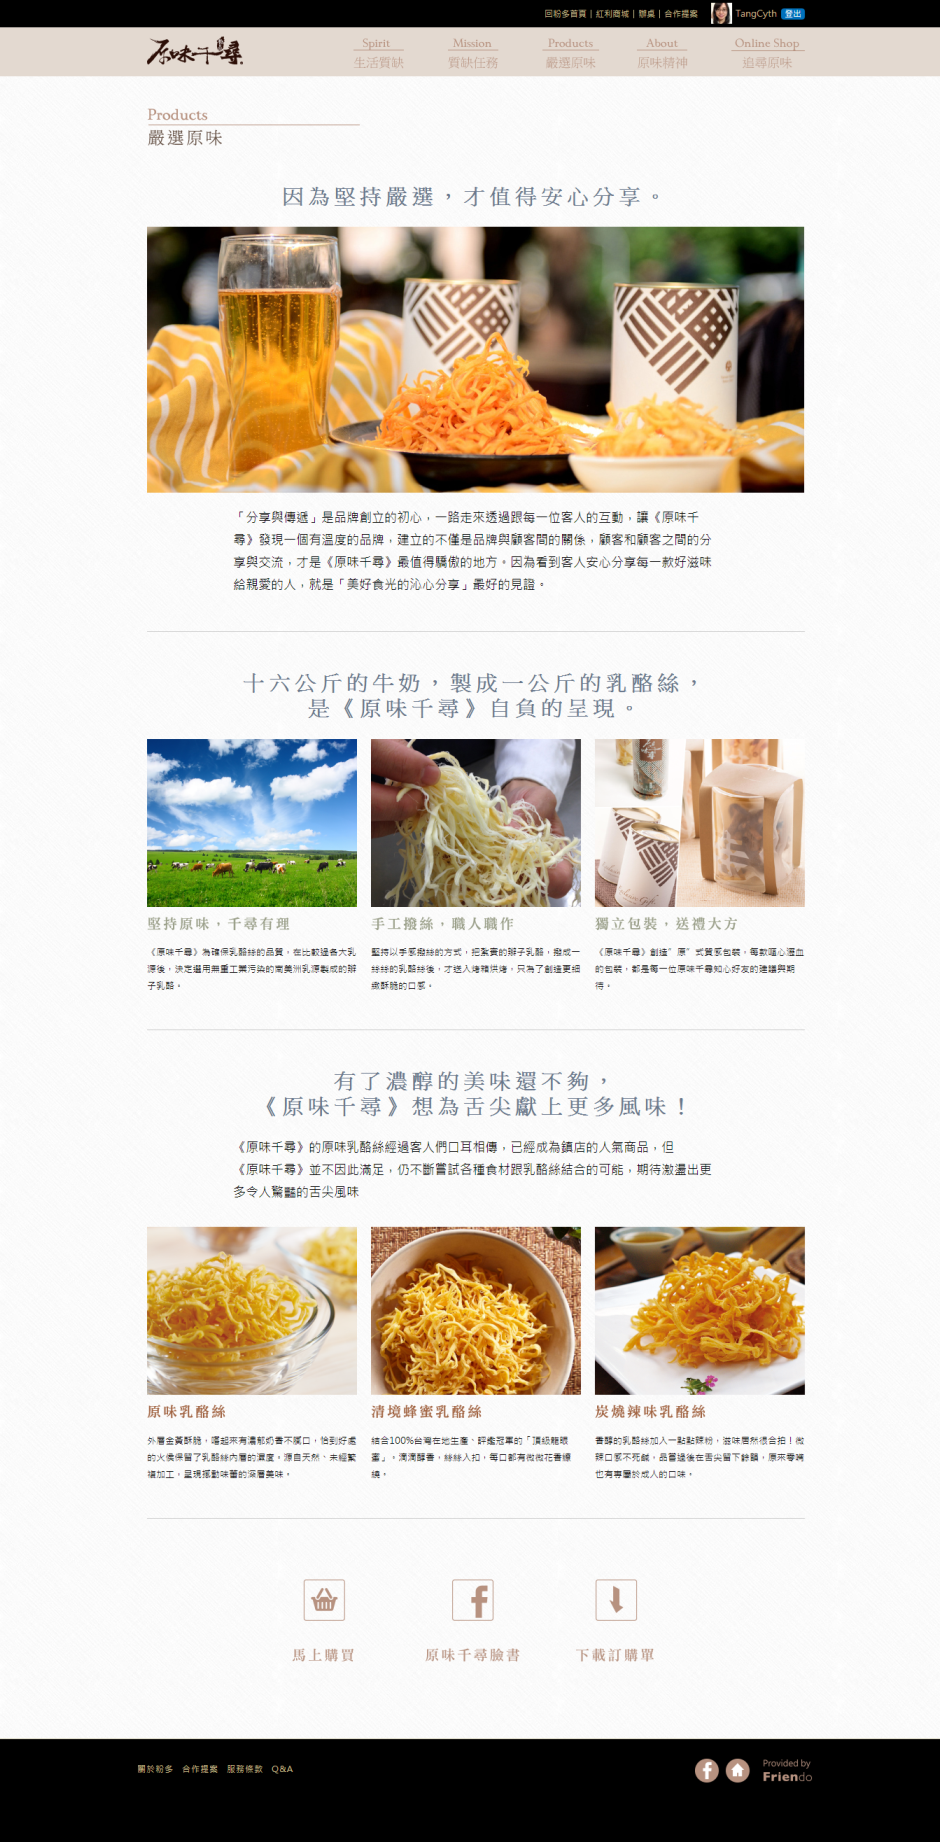 回粉多首頁 | 紅利商城 | 辦桌 | 合作提案 TangCyth 登出
原味千尋
Spirit Mission Products About Online Shop
生活質缺 質缺任務 嚴選原味 原味精神 追尋原味
Products
嚴選原味
因為堅持嚴選，才值得安心分享。
「分享與傳遞」是品牌創立的初心，一路走來透過跟每一位客人的互動，讓《原味千
尋》發現一個有溫度的品牌，建立的不僅是品牌與顧客間的關係，顧客和顧客之間的分
享與交流，才是《原味千尋》最值得驕傲的地方。因為看到客人安心分享每一款好滋味
給親愛的人，就是「美好食光的沁心分享」最好的見證。
十六公斤的牛奶，製成一公斤的乳酪絲，
是《原味千尋》自負的呈現。
堅持原味，千尋有理
《原味千尋》為確保乳酪絲的品質，在比較過各大乳
源後，決定選用無重工業污染的南美洲乳源製成的辮
子乳酪。
手工撥絲，職人職作
堅持以手感撥絲的方式，把紮實的辮子乳酪，撥成一
絲絲的乳酪絲後，才送入烤箱烘烤，只為了創造更細
緻酥脆的口感。
獨立包裝，送禮大方
《原味千尋》創造”原”式質感包裝，每款嘔心瀝血
的包裝，都是每一位原味千尋知心好友的建議與期
待。
有了濃醇的美味還不夠，
《原味千尋》想為舌尖獻上更多風味！
《原味千尋》的原味乳酪絲經過客人們口耳相傳，已經成為鎮店的人氣商品，但
《原味千尋》並不因此滿足，仍不斷嘗試各種食材跟乳酪絲結合的可能，期待激盪出更
多令人驚豔的舌尖風味
原味乳酪絲
外層金黃酥脆，嚐起來有濃郁奶香不膩口，恰到好處
的火侯保留了乳酪絲內層的濕度。源自天然、未經繁
複加工，呈現挑動味蕾的深層美味。
清境蜂蜜乳酪絲
結合100%台灣在地生產、評鑑冠軍的「頂級龍眼
蜜」，滴滴醇香，絲絲入扣，每口都有微微花香纏
繞。
炭燒辣味乳酪絲
香醇的乳酪絲加入一點點辣粉，滋味居然很合拍！微
辣口感不死鹹，品嘗過後在舌尖留下餘韻，原來零嘴
也有專屬於成人的口味。
馬上購買 原味千尋臉書 下載訂購單
關於粉多 合作提案 服務條款 Q&A
Provided by
Friendo